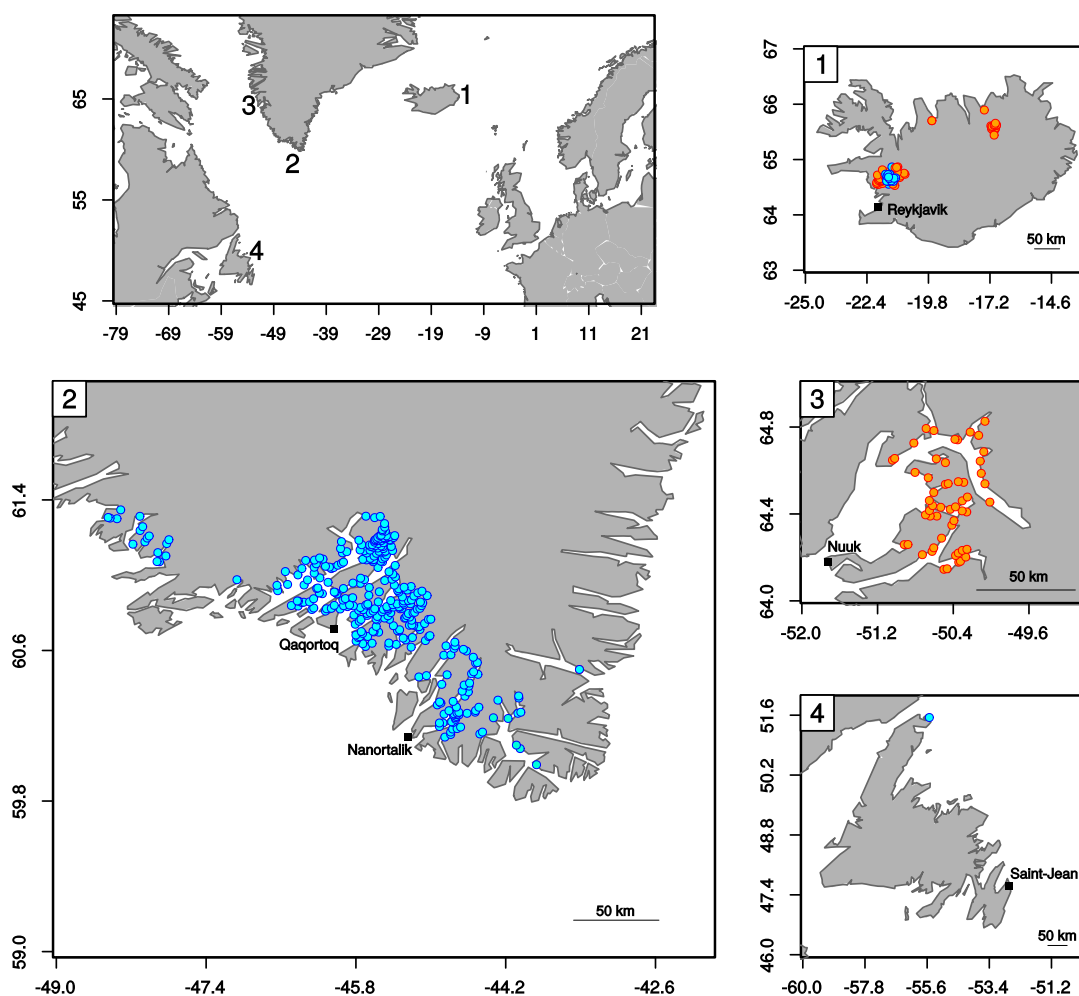 65
55
45
-79 -69 -59 -49 -39 -29 -19 -9 1 11 21
1
2
3
4
1
67
66
65
64
63
Reykjavik
50 km
-25.0 -22.4 -19.8 -17.2 -14.6
2
61.4
60.6
59.8
59.0
Qaqortoq
Nanortalik
50 km
-49.0 -47.4 -45.8 -44.2 -42.6
3
64.8
64.4
64.0
Nuuk
50 km
-52.0 -51.2 -50.4 -49.6
4
51.6
50.2
48.8
47.4
46.0
Saint-Jean
50 km
-60.0 -57.8 -55.6 -53.4 -51.2